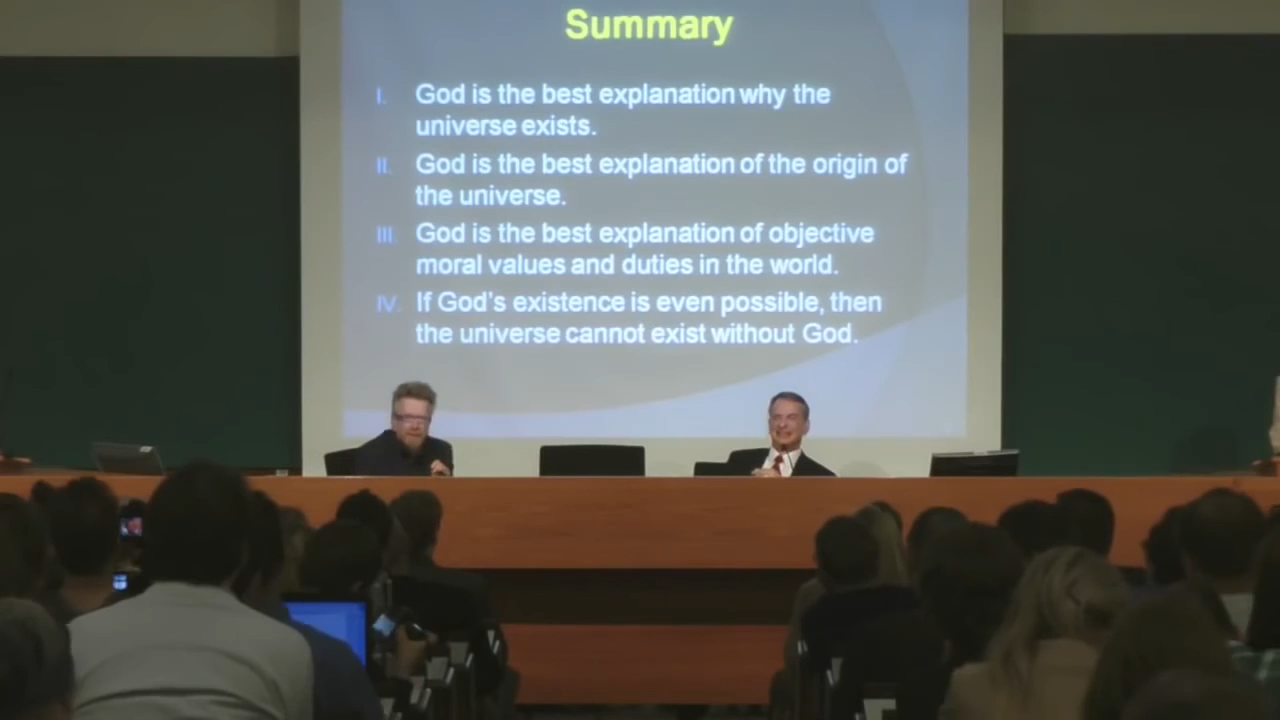 Summary
I. God is the best explanation why the
universe exists.
II. God is the best explanation of the origin of
the universe.
III. God is the best explanation of objective
moral values and duties in the world.
IV. If God's existence is even possible, then
the universe cannot exist without God.